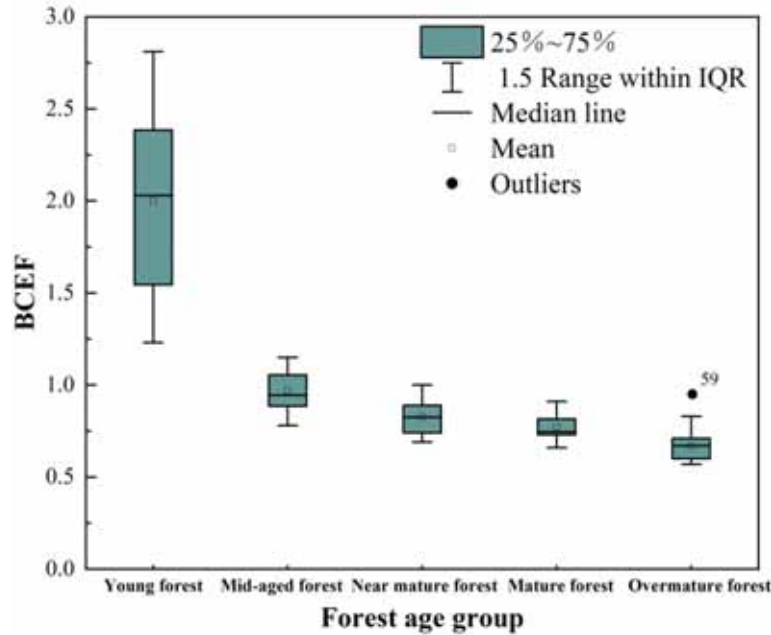 3.0
2.5
2.0
1.5
1.0
0.5
0.0
BCEF
25%~75%
1.5 Range within IQR
Median line
Mean
Outliers
59
Young forest Mid-aged forest Near mature forest Mature forest Overmature forest
Forest age group